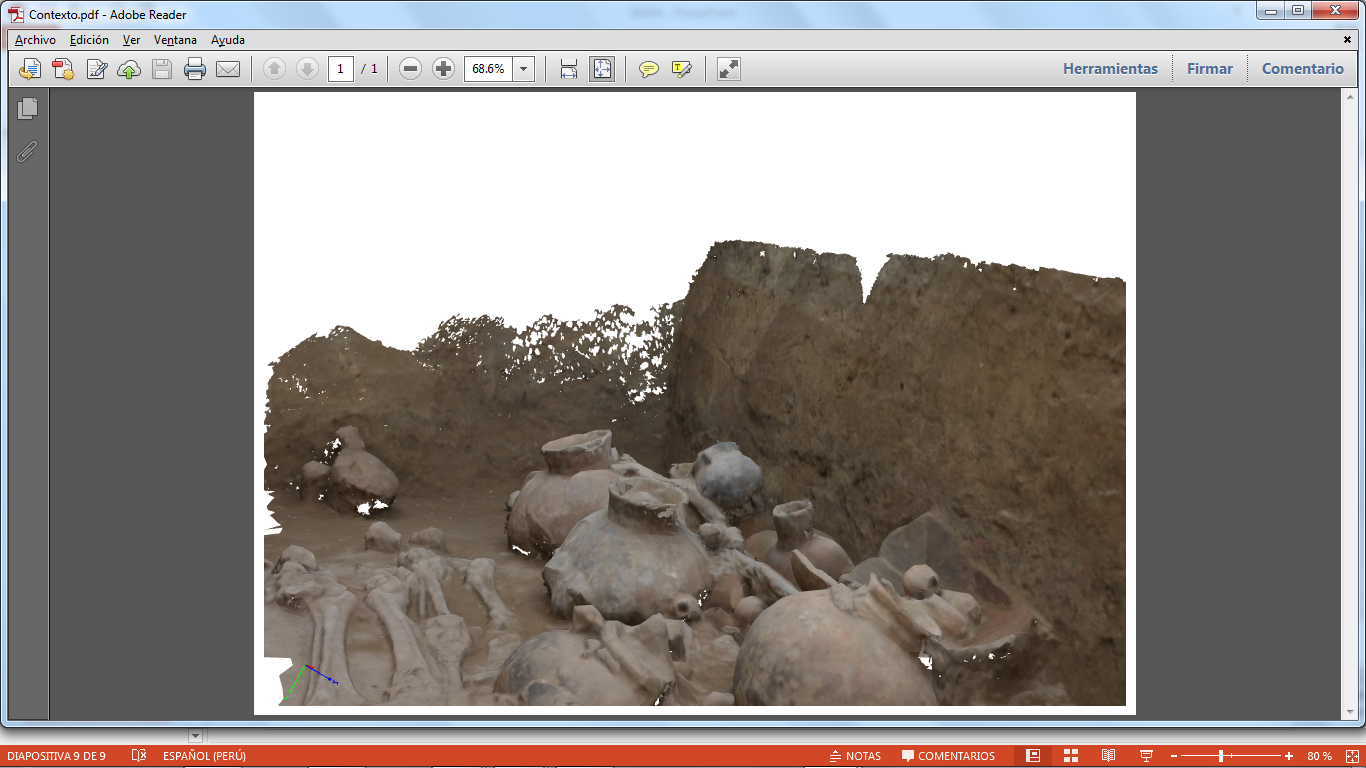 Contexto.pdf - Adobe Reader
Archivo Edición Ver Ventana Ayuda
1 / 1 68.6% Herramientas Firmar Comentario
DIAPOSITIVA 9 DE 9 ESPAÑOL (PERÚ) NOTAS COMENTARIOS 80 %